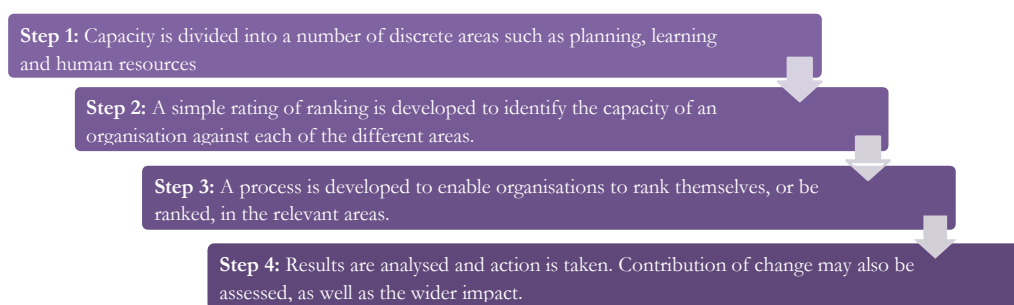 Step 1: Capacity is divided into a number of discrete areas such as planning, learning
and human resources
Step 2: A simple rating of ranking is developed to identify the capacity of an
organisation against each of the different areas.
Step 3: A process is developed to enable organisations to rank themselves, or be
ranked, in the relevant areas.
Step 4: Results are analysed and action is taken. Contribution of change may also be
assessed, as well as the wider impact.